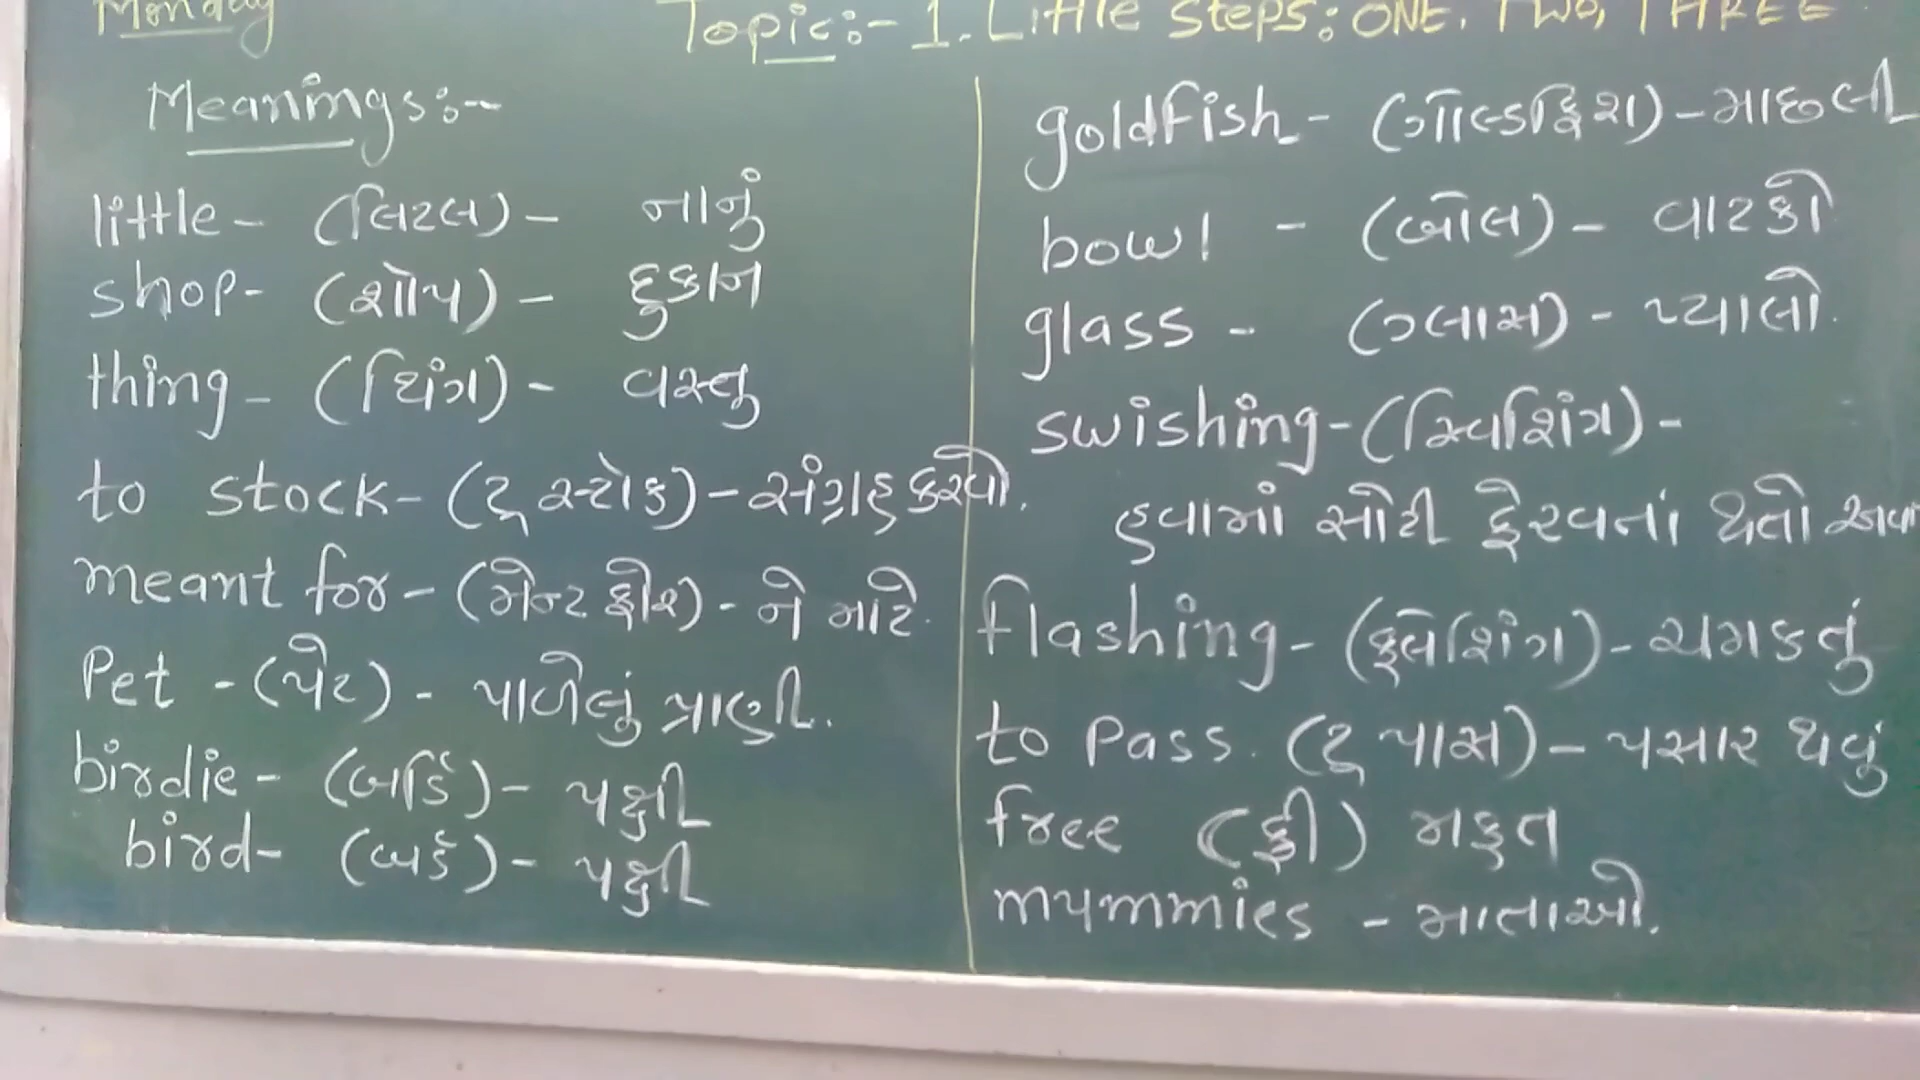 Monday
Topic:- 1. Little Steps: ONE, TWO, THREE
Meanings:-
little - (લિટલ) - નાનું
shop - (શૉપ) - દુકાન
thing - (થિંગ) - વસ્તુ
to stock - (ટૂ સ્ટૉક) - સંગ્રહ કરવો.
meant for - (મેન્ટ ફૉર) - ને માટે.
Pet - (પેટ) - પાળેલું પ્રાણી.
birdie - (બર્ડિ) - પક્ષી
bird - (બર્ડ) - પક્ષી
goldfish - (ગૉલ્ડફિશ) - માછલી
bowl - (બૉલ) - વાટકો
glass - (ગ્લાસ) - પ્યાલો.
swishing - (સ્વિશિંગ) -
હવામાં સોટી ફેરવતાં થતો
flashing - (ફ્લેશિંગ) - ચમકતું
to pass. (ટૂ પાસ) - પસાર થવું
free (ફ્રી) મફત
mummies - માતાઓ.